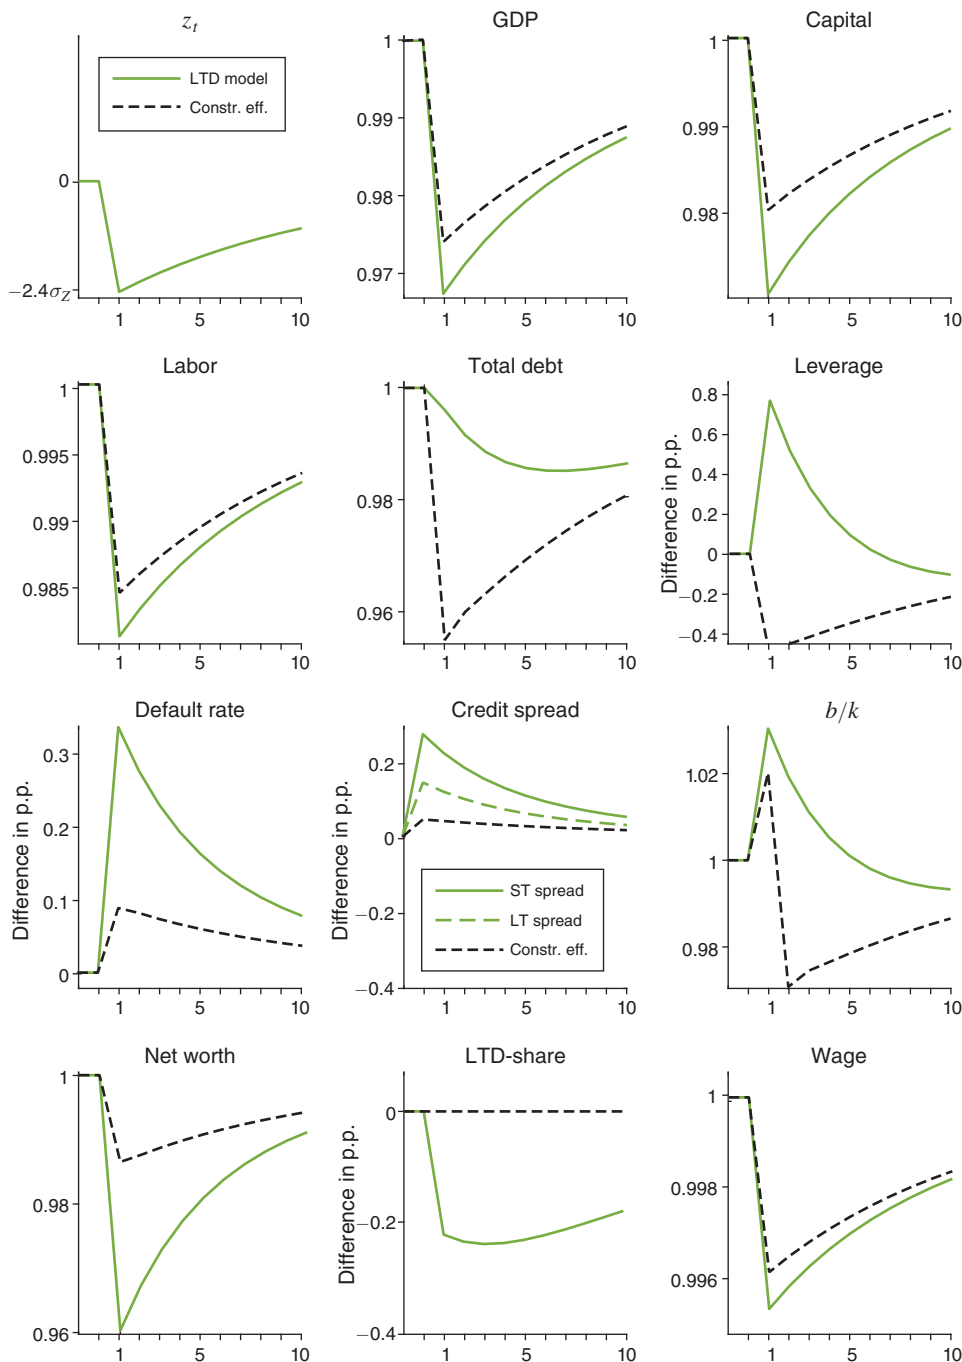 z_t
LTD model
Constr. eff.
0
−2.4σ_Z
1 5 10
GDP
1
0.99
0.98
0.97
1 5 10
Capital
1
0.99
0.98
1 5 10
Labor
1
0.995
0.99
0.985
1 5 10
Total debt
1
0.98
0.96
1 5 10
Leverage
Difference in p.p.
0.8
0.6
0.4
0.2
0
−0.2
−0.4
1 5 10
Default rate
Difference in p.p.
0.3
0.2
0.1
0
1 5 10
Credit spread
Difference in p.p.
0.2
0
−0.2
−0.4
ST spread
LT spread
Constr. eff.
1 5 10
b/k
1.02
1
0.98
1 5 10
Net worth
1
0.98
0.96
1 5 10
LTD-share
Difference in p.p.
0
−0.2
−0.4
1 5 10
Wage
1
0.998
0.996
1 5 10